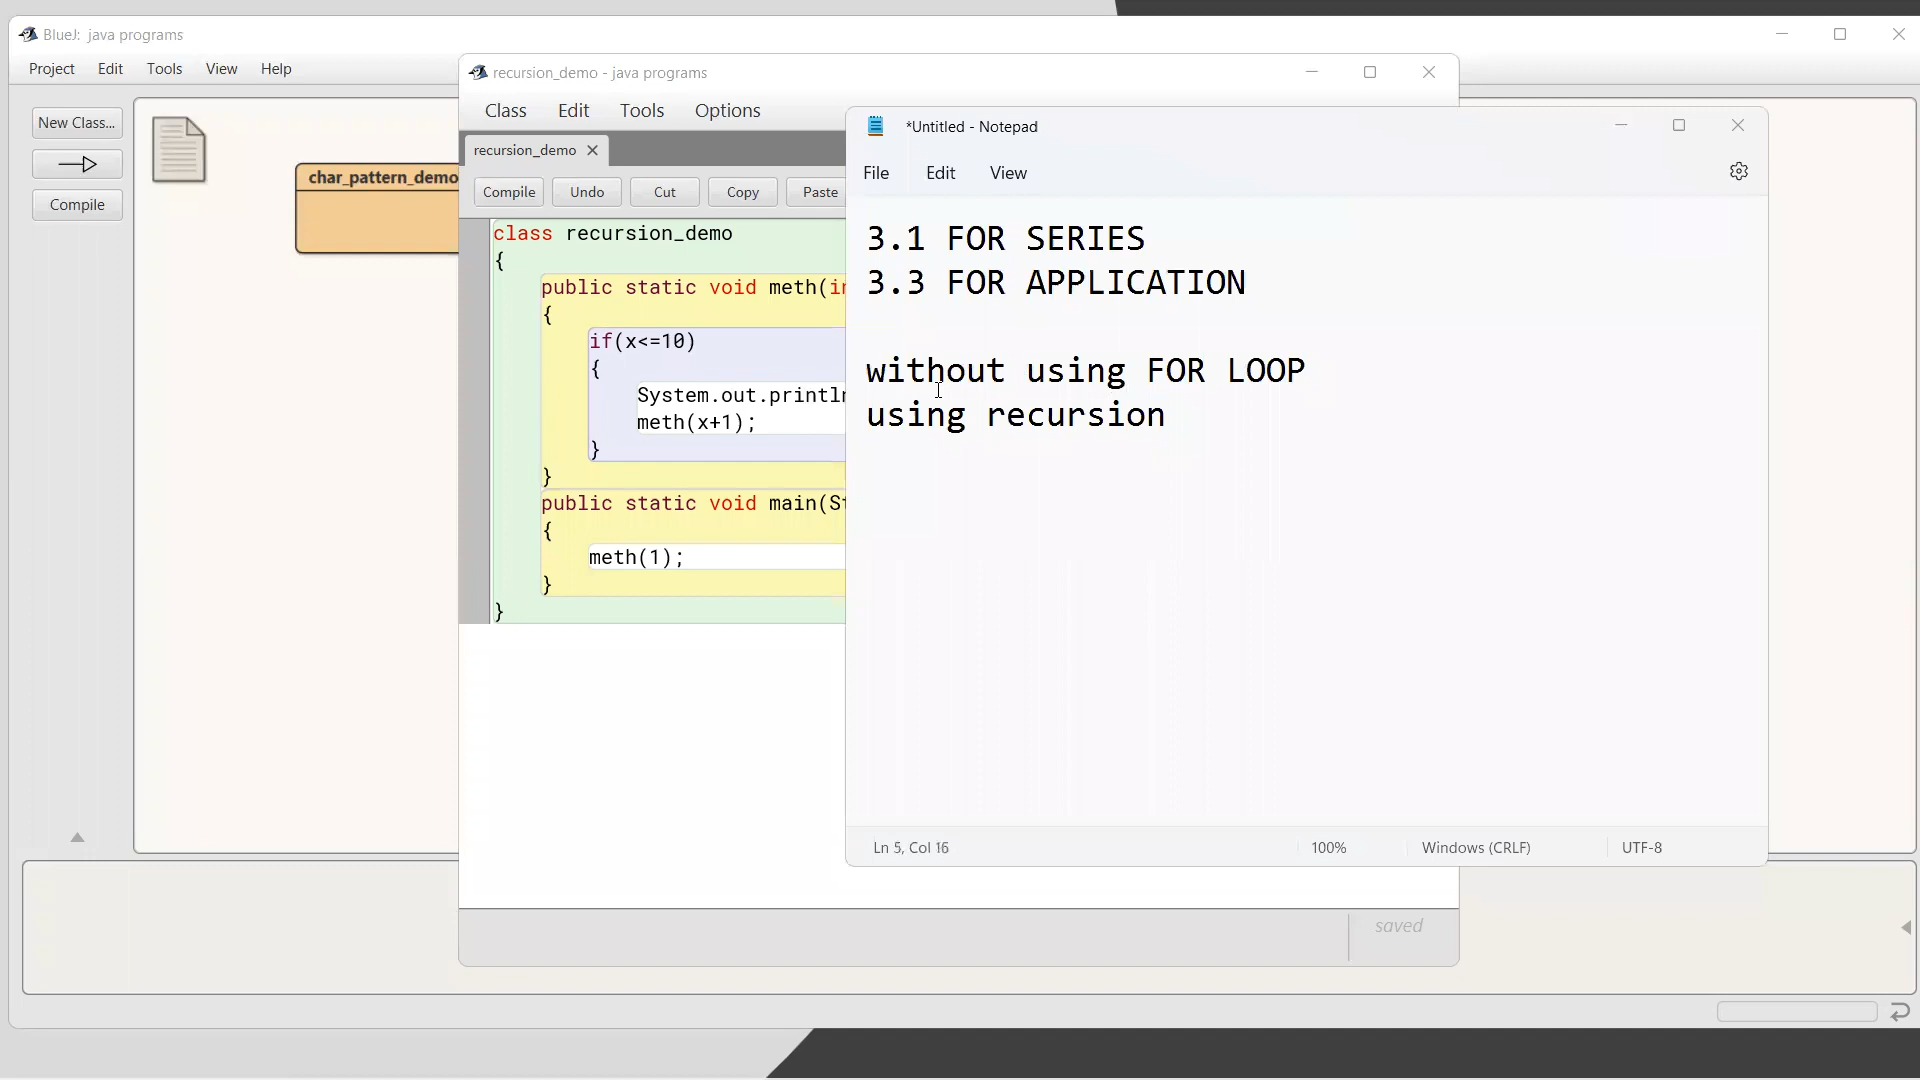 BlueJ: java programs
Project Edit Tools View Help
New Class...
Compile
char_pattern_demo
recursion_demo - java programs
Class Edit Tools Options
recursion_demo
Compile Undo Cut Copy Paste
class recursion_demo
{
public static void meth(in
{
if(x<=10)
{
System.out.println
meth(x+1);
}
}
public static void main(St
{
meth(1);
}
}
saved
*Untitled - Notepad
File Edit View
3.1 FOR SERIES
3.3 FOR APPLICATION
without using FOR LOOP
using recursion
Ln 5, Col 16 100% Windows (CRLF) UTF-8